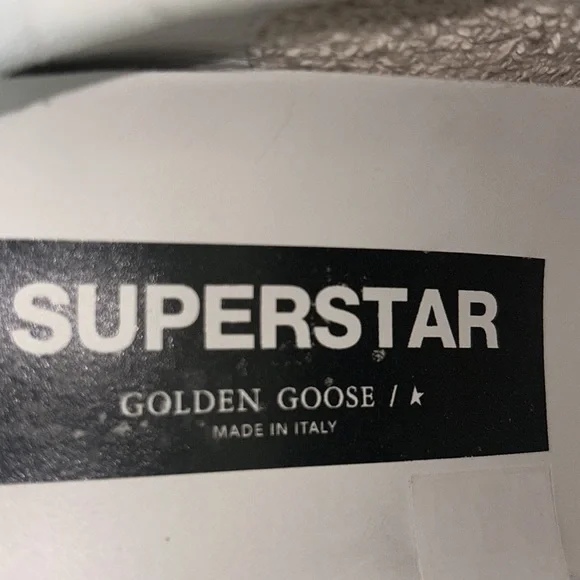 SUPERSTAR
GOLDEN GOOSE / ★
MADE IN ITALY